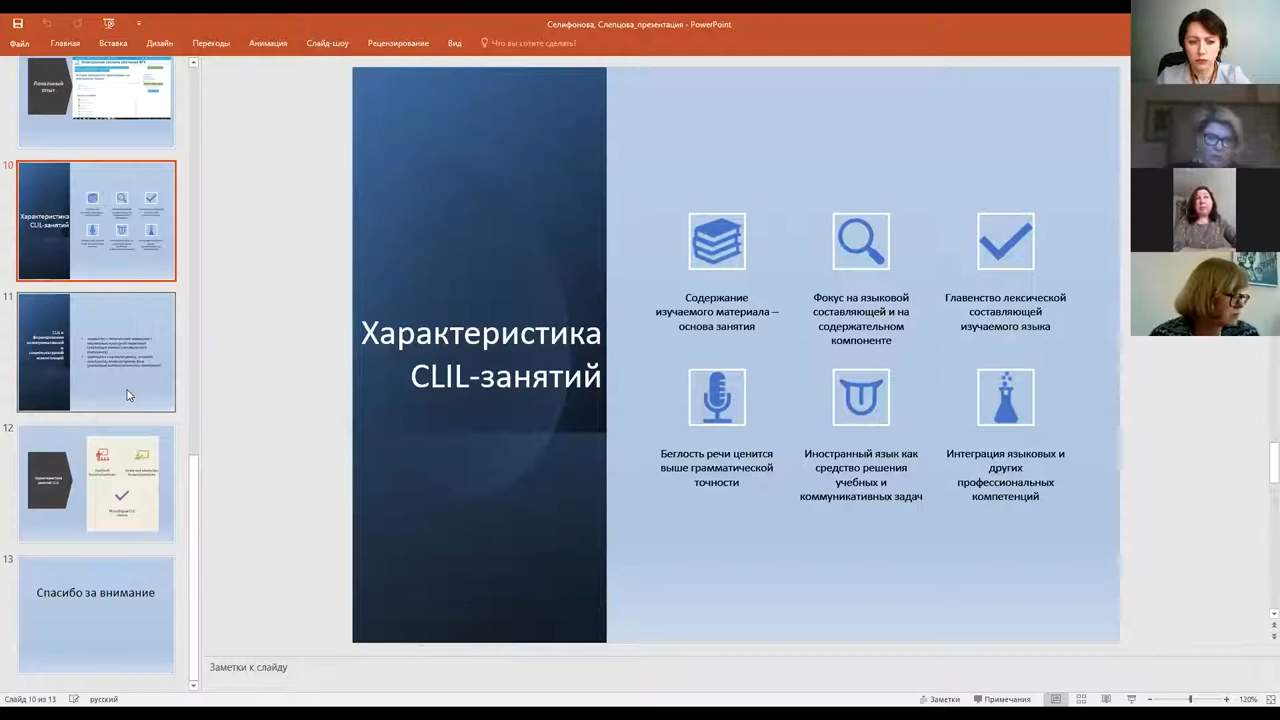 Селифонова, Слепцова_презентация - PowerPoint
Файл
Главная
Вставка
Дизайн
Переходы
Анимация
Слайд-шоу
Рецензирование
Вид
Что вы хотите сделать?
Локальный
опыт
10
Характеристика
CLIL-занятий
11
12
13
Спасибо за внимание
Характеристика
CLIL-занятий
Содержание
изучаемого материала –
основа занятия
Фокус на языковой
составляющей и на
содержательном
компоненте
Главенство лексической
составляющей
изучаемого языка
Беглость речи ценится
выше грамматической
точности
Иностранный язык как
средство решения
учебных и
коммуникативных задач
Интеграция языковых и
других
профессиональных
компетенций
Заметки к слайду
Слайд 10 из 13
русский
Заметки
Примечания
120%